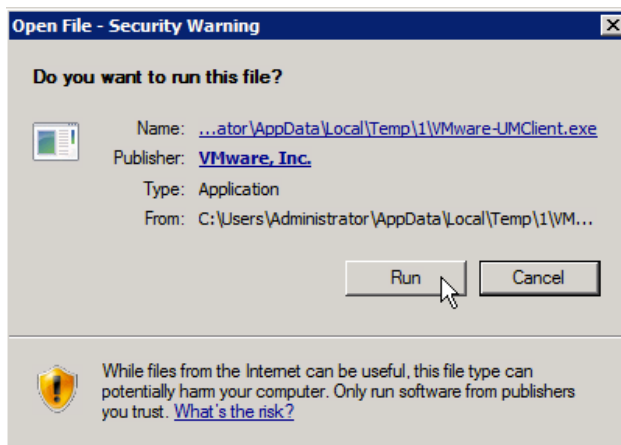 Open File - Security Warning
Do you want to run this file?
Name: ...ator\AppData\Local\Temp\1\VMware-UMClient.exe
Publisher: VMware, Inc.
Type: Application
From: C:\Users\Administrator\AppData\Local\Temp\1\VM...
Run Cancel
While files from the Internet can be useful, this file type can
potentially harm your computer. Only run software from publishers
you trust. What's the risk?